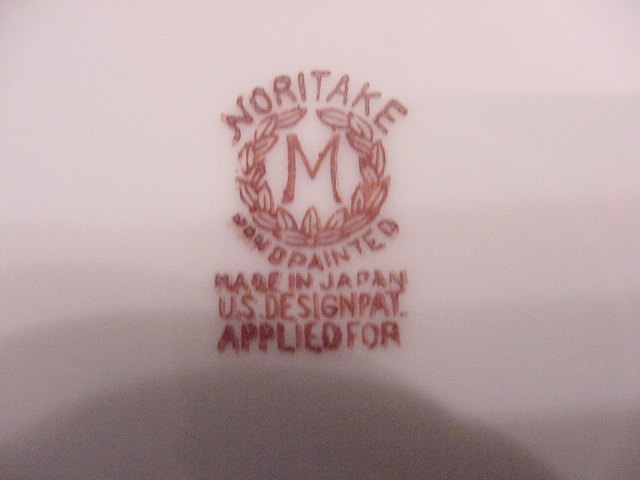 NORITAKE
M
HANDPAINTED
MADE IN JAPAN
U.S. DESIGN PAT.
APPLIED FOR